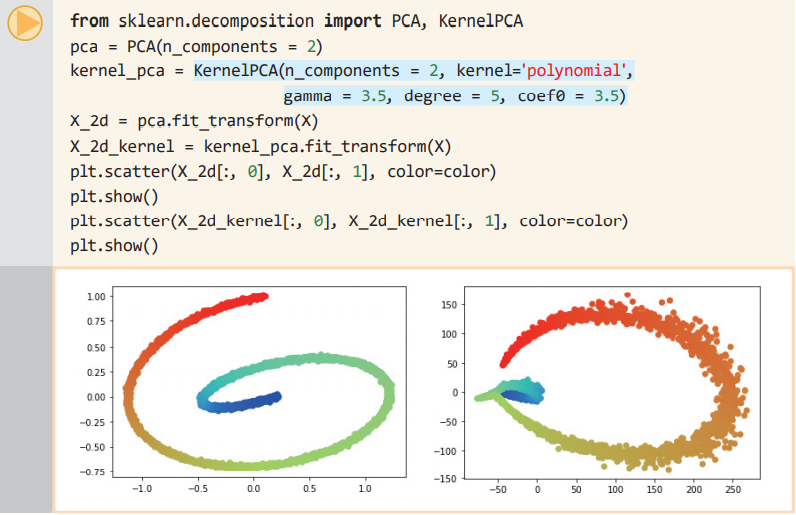 from sklearn.decomposition import PCA, KernelPCA
pca = PCA(n_components = 2)
kernel_pca = KernelPCA(n_components = 2, kernel='polynomial',
gamma = 3.5, degree = 5, coef0 = 3.5)
X_2d = pca.fit_transform(X)
X_2d_kernel = kernel_pca.fit_transform(X)
plt.scatter(X_2d[:, 0], X_2d[:, 1], color=color)
plt.show()
plt.scatter(X_2d_kernel[:, 0], X_2d_kernel[:, 1], color=color)
plt.show()
1.00
0.75
0.50
0.25
0.00
−0.25
−0.50
−0.75
−1.0 −0.5 0.0 0.5 1.0
150
100
50
0
−50
−100
−150
−50 0 50 100 150 200 250